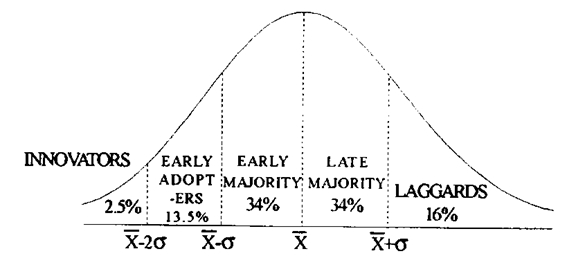 INNOVATORS
2.5%
EARLY
ADOPT
-ERS
13.5%
EARLY
MAJORITY
34%
LATE
MAJORITY
34%
LAGGARDS
16%
X̅-2σ
X̅-σ
X̅
X̅+σ